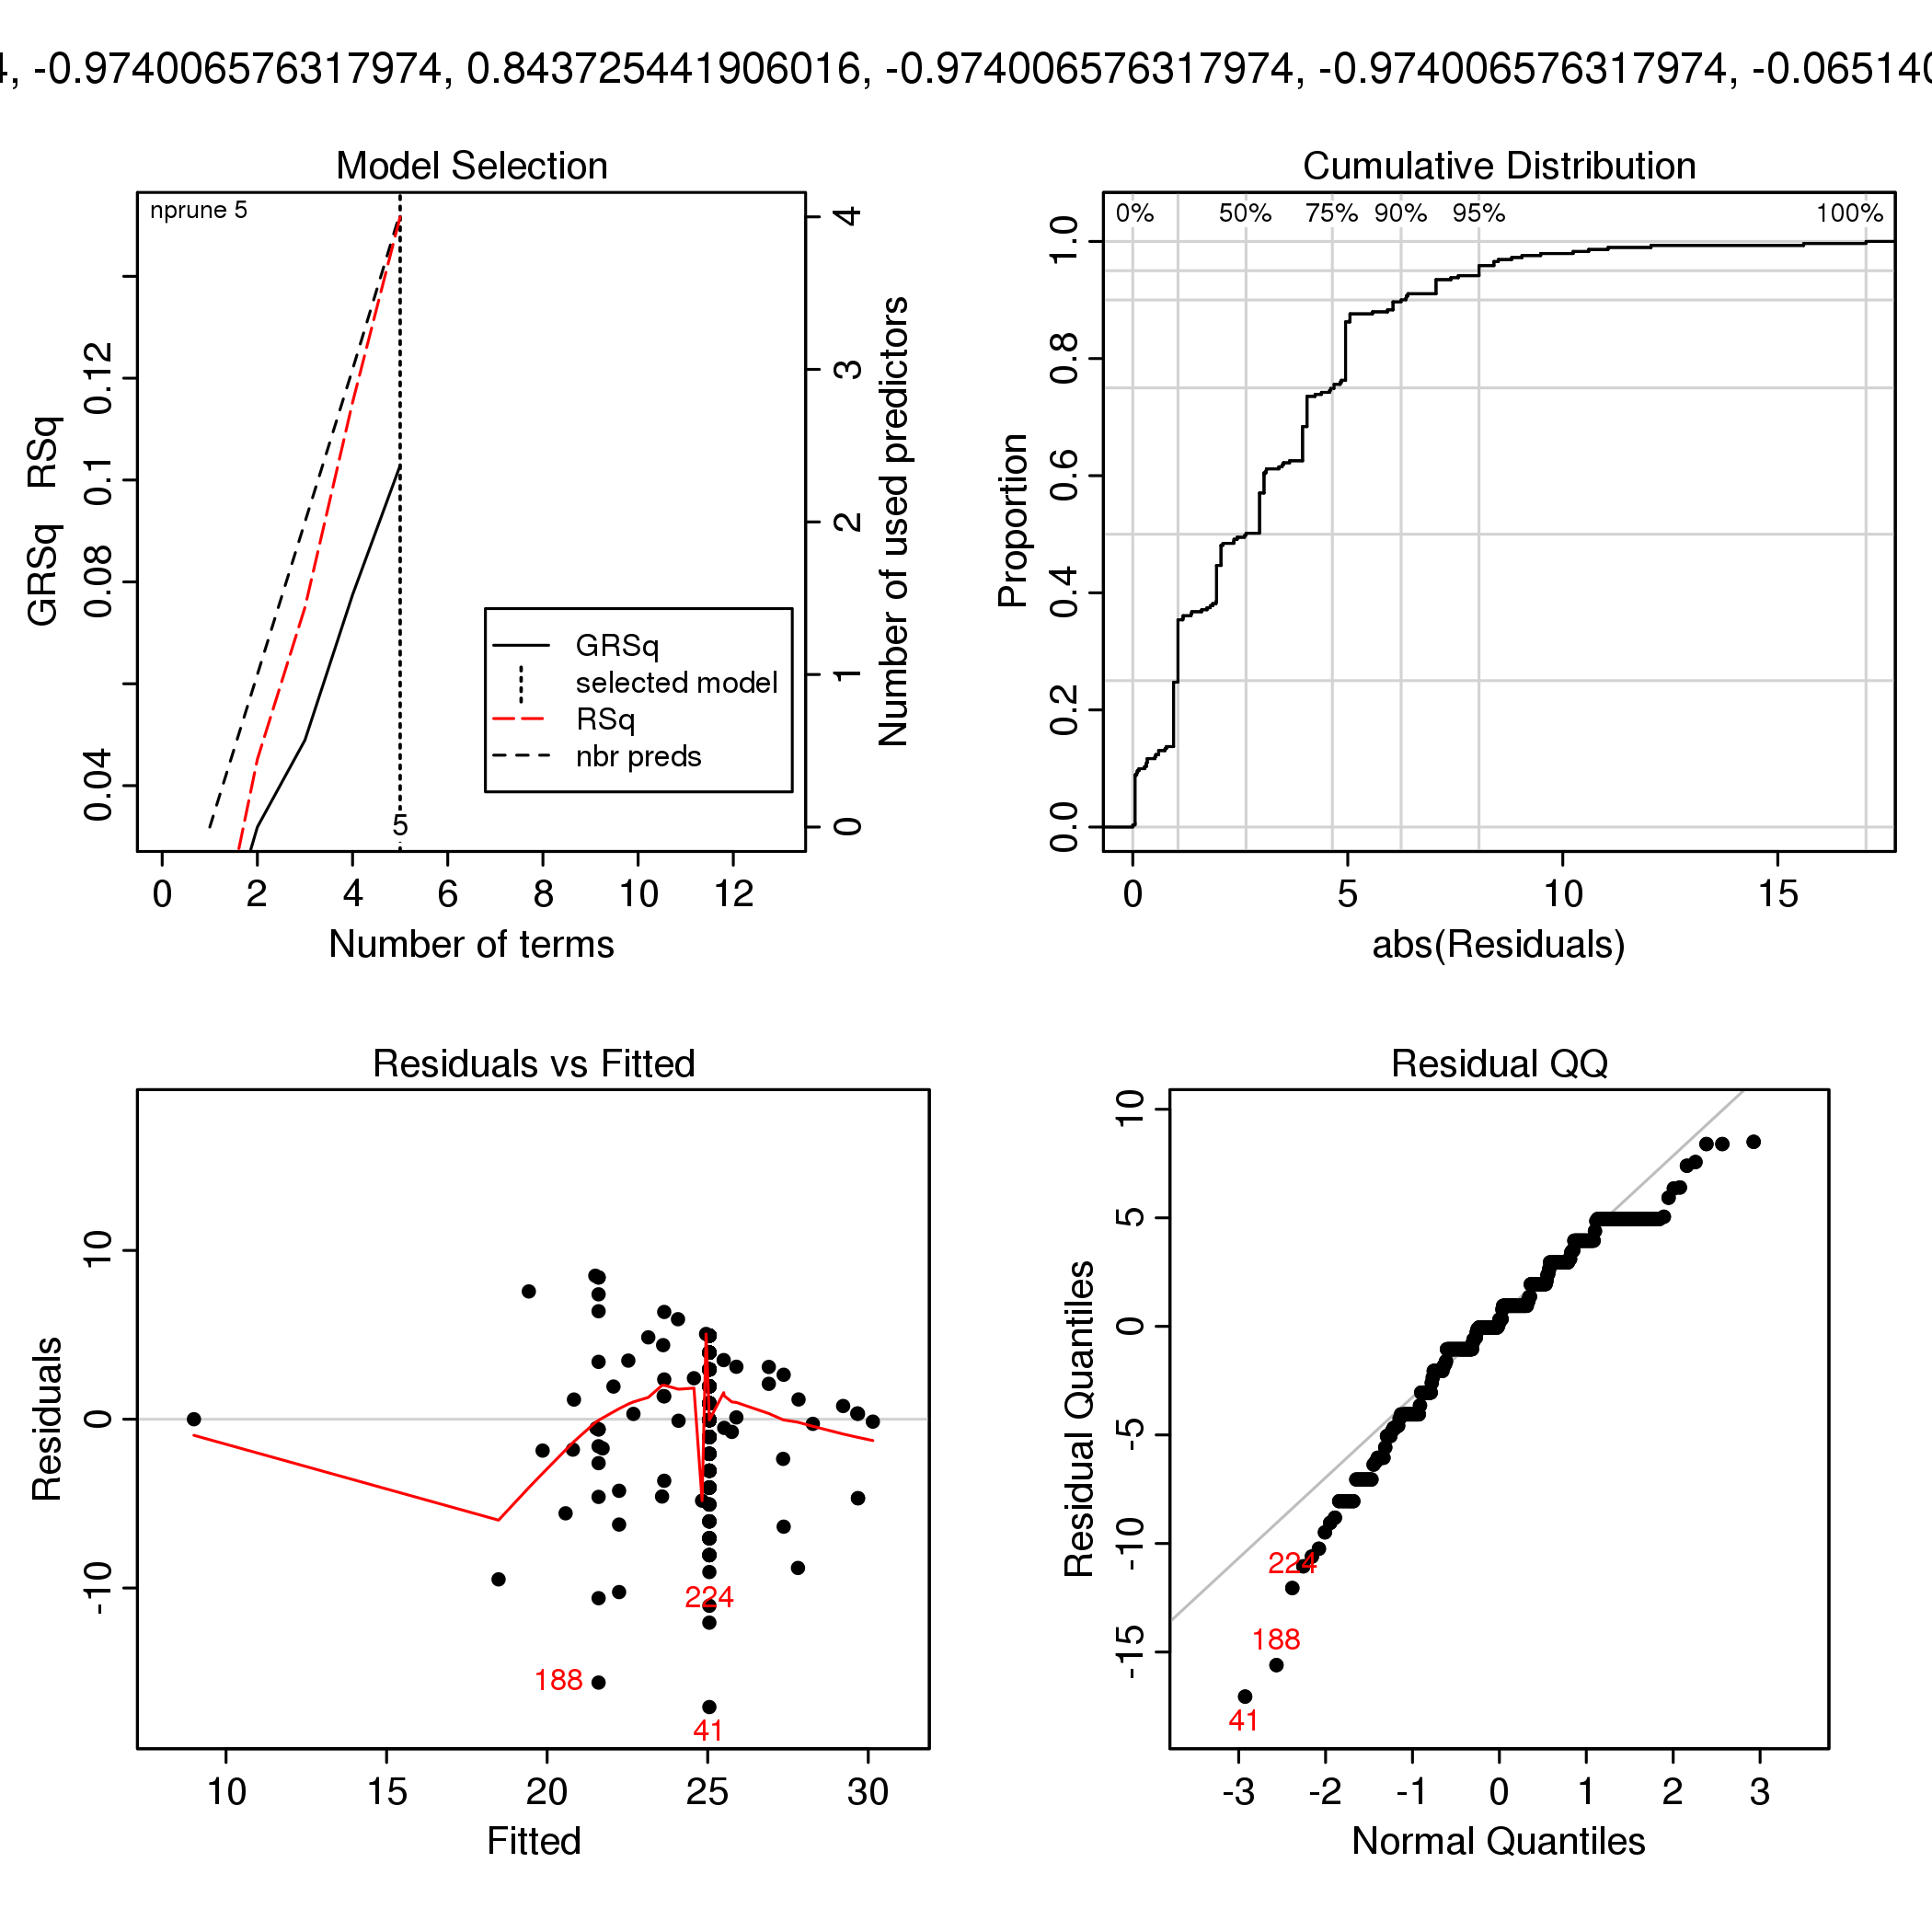 4, -0.974006576317974, 0.843725441906016, -0.974006576317974, -0.974006576317974, -0.065140
Model Selection
nprune 5
GRSq RSq
0.04 0.08 0.1 0.12
Number of used predictors
0 1 2 3 4
GRSq
selected model
RSq
nbr preds
5
0 2 4 6 8 10 12
Number of terms
Cumulative Distribution
0% 50% 75% 90% 95% 100%
Proportion
0.0 0.2 0.4 0.6 0.8 1.0
0 5 10 15
abs(Residuals)
Residuals vs Fitted
Residuals
-10 0 10
224
188
41
10 15 20 25 30
Fitted
Residual QQ
Residual Quantiles
-15 -10 -5 0 5 10
224
188
41
-3 -2 -1 0 1 2 3
Normal Quantiles